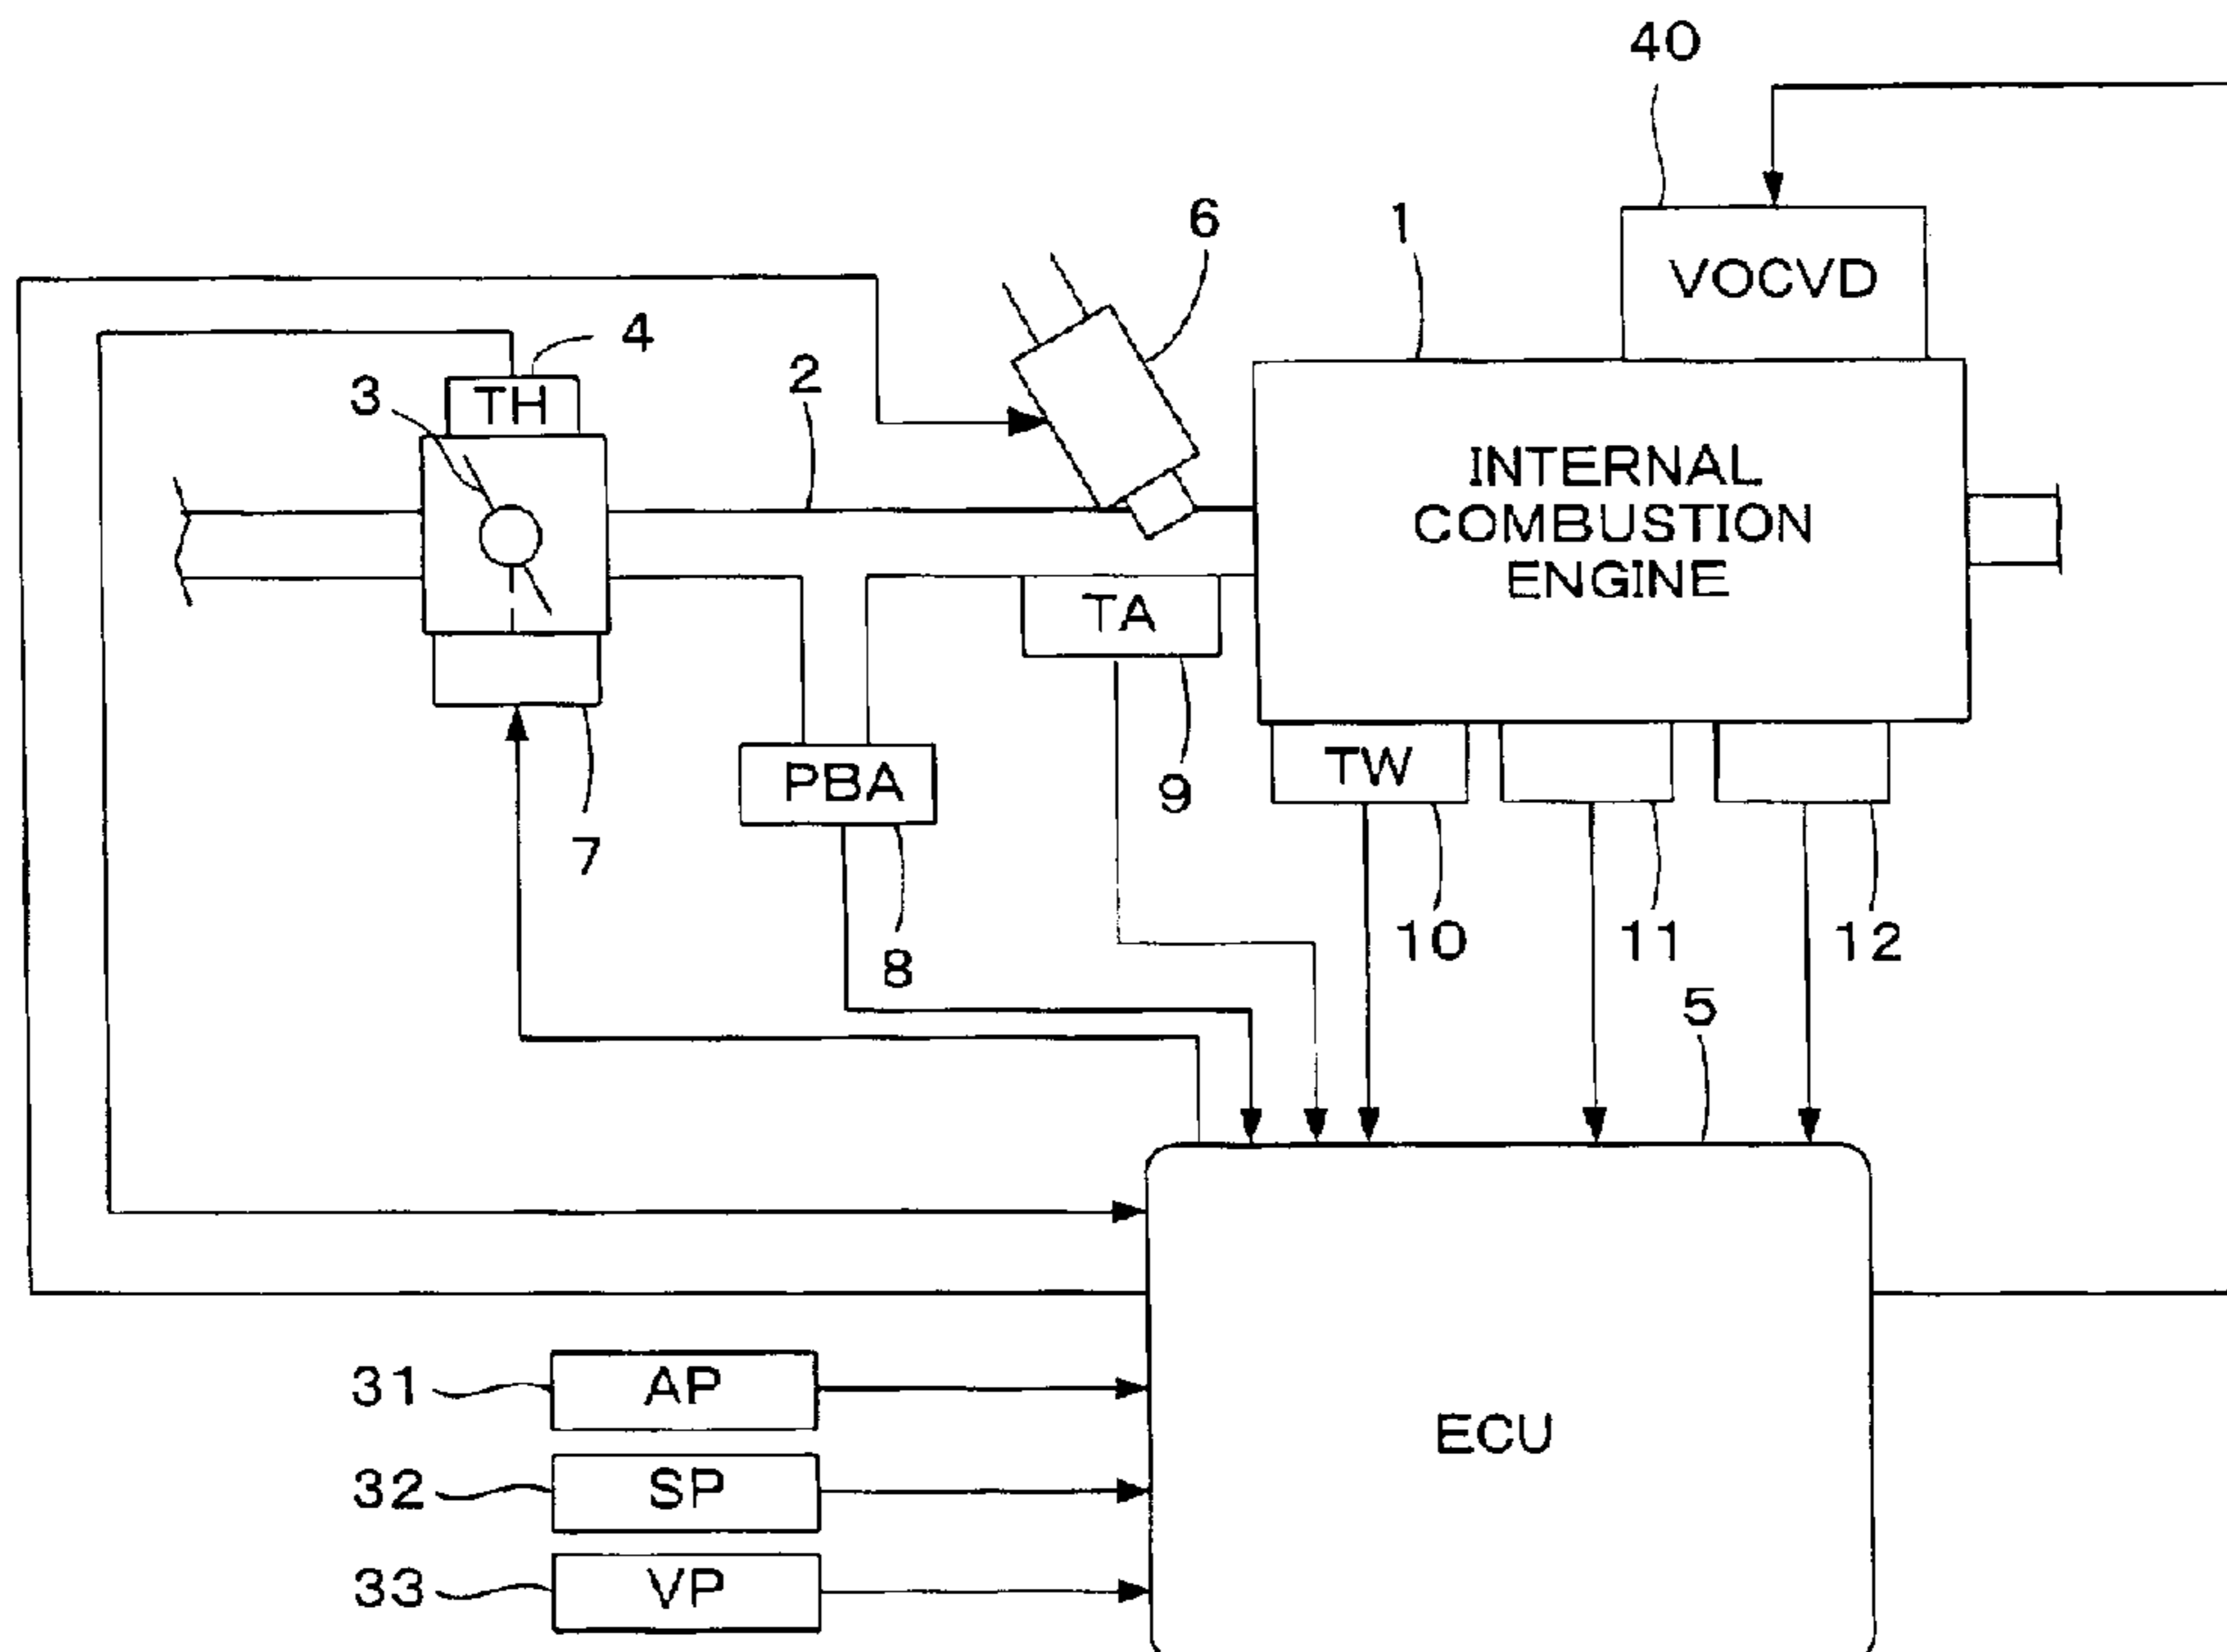 40
6
1
VOCVD
4
3
TH
2
INTERNAL
COMBUSTION
ENGINE
TA
PBA
TW
9
7
8
10
11
12
5
31
AP
ECU
32
SP
33
VP